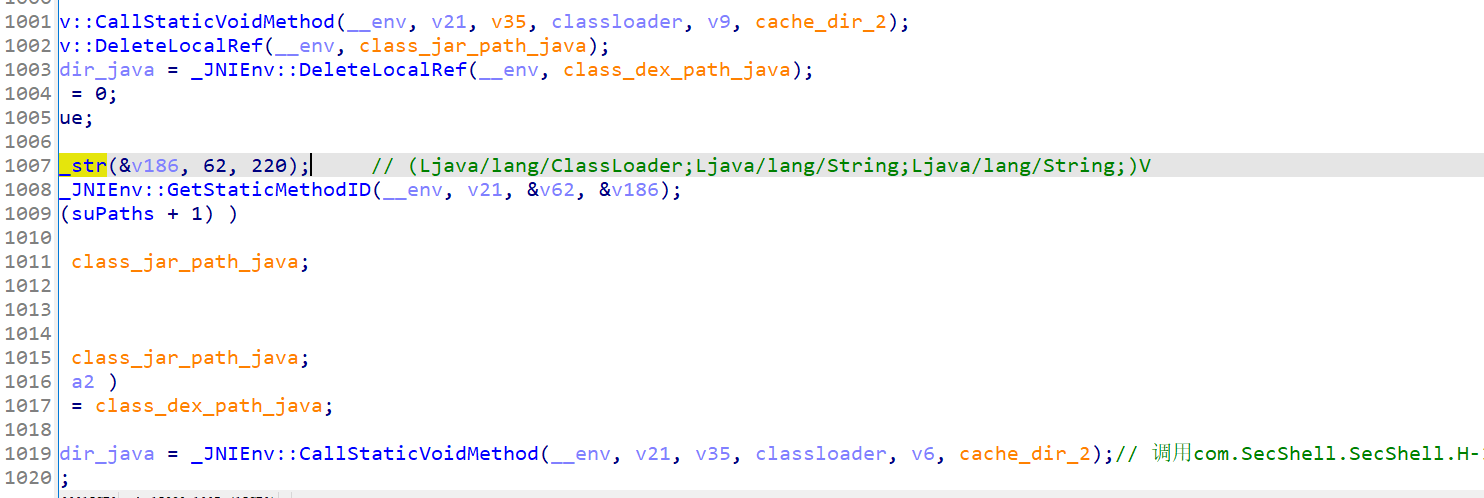 1001 v::CallStaticVoidMethod(__env, v21, v35, classloader, v9, cache_dir_2);
1002 v::DeleteLocalRef(__env, class_jar_path_java);
1003 dir_java = _JNIEnv::DeleteLocalRef(__env, class_dex_path_java);
1004 = 0;
1005 ue;
1006
1007 _str(&v186, 62, 220); // (Ljava/lang/ClassLoader;Ljava/lang/String;Ljava/lang/String;)V
1008 _JNIEnv::GetStaticMethodID(__env, v21, &v62, &v186);
1009 (suPaths + 1) )
1010
1011 class_jar_path_java;
1012
1013
1014
1015 class_jar_path_java;
1016 a2 )
1017 = class_dex_path_java;
1018
1019 dir_java = _JNIEnv::CallStaticVoidMethod(__env, v21, v35, classloader, v6, cache_dir_2);// 调用com.SecShell.SecShell.H-
1020 ;